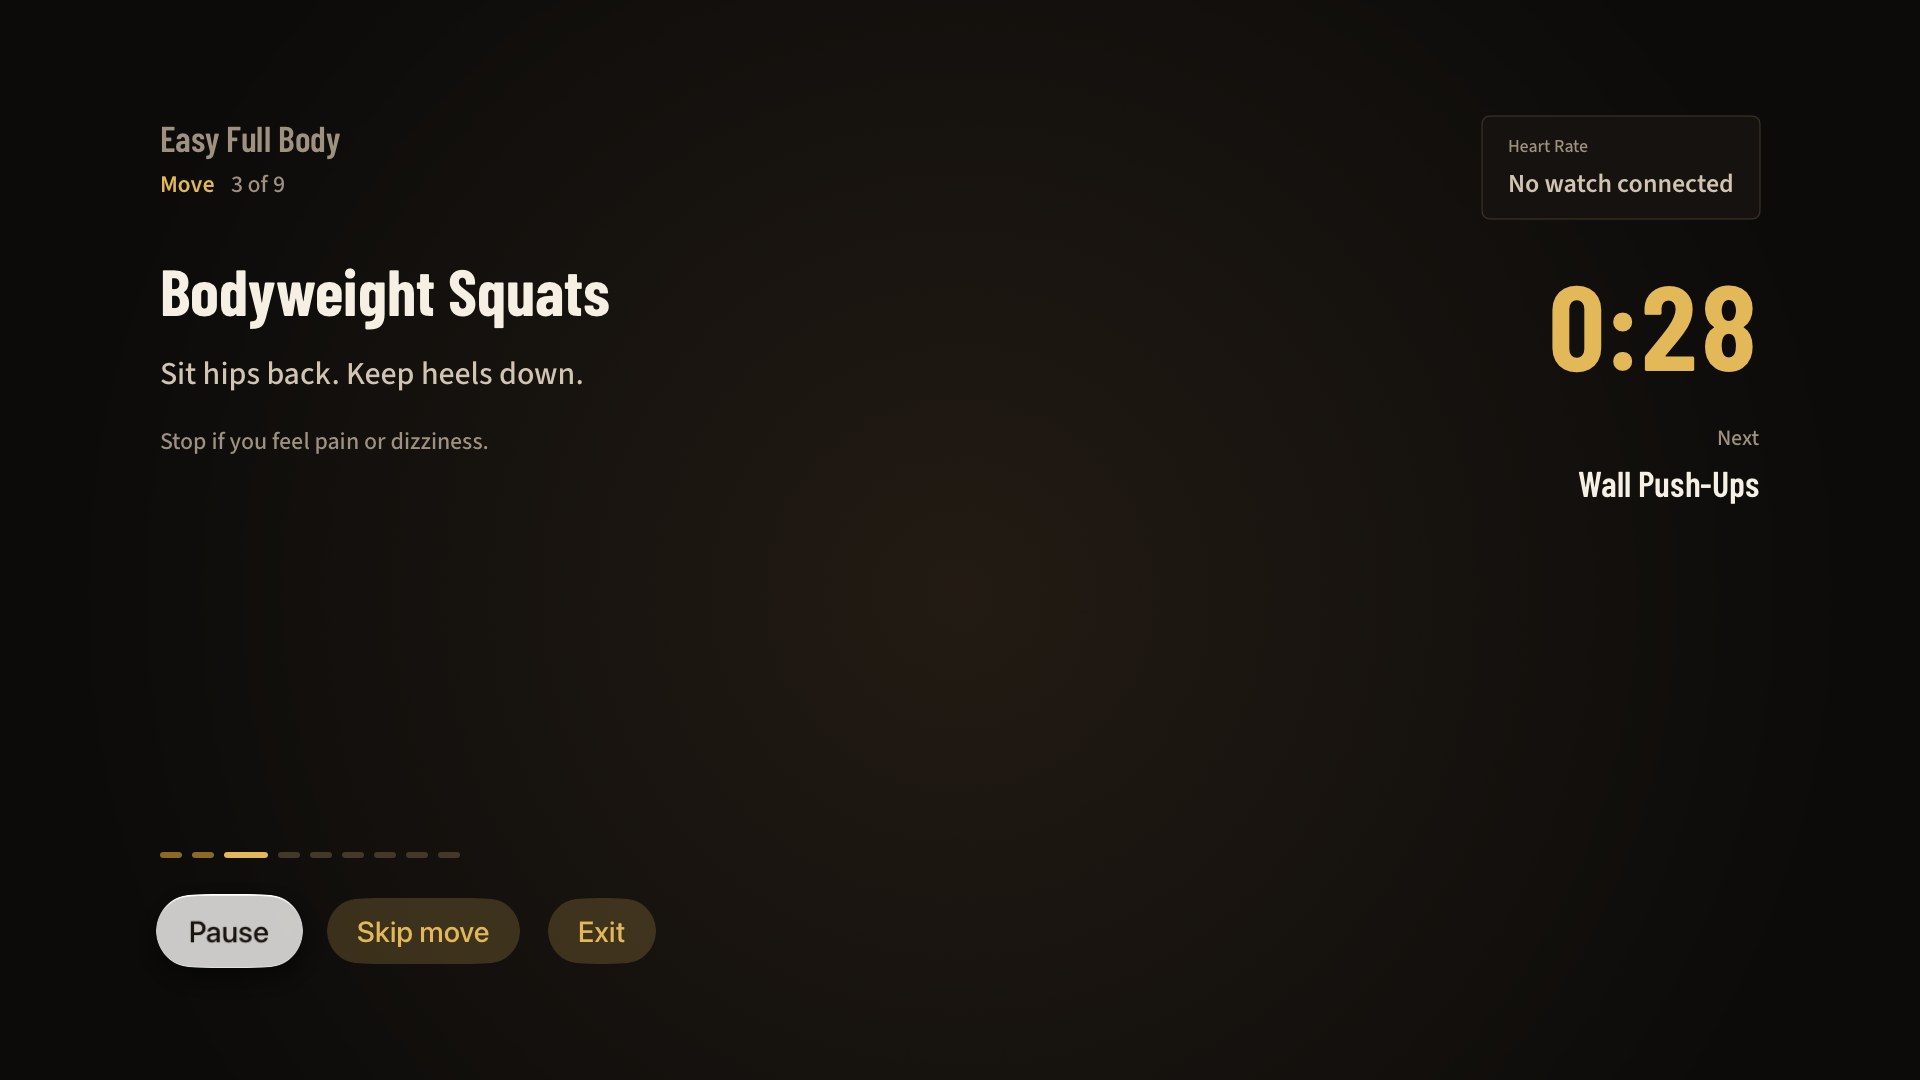 Easy Full Body
Move 3 of 9
Bodyweight Squats
Sit hips back. Keep heels down.
Stop if you feel pain or dizziness.
Heart Rate
No watch connected
0:28
Next
Wall Push-Ups
Pause
Skip move
Exit